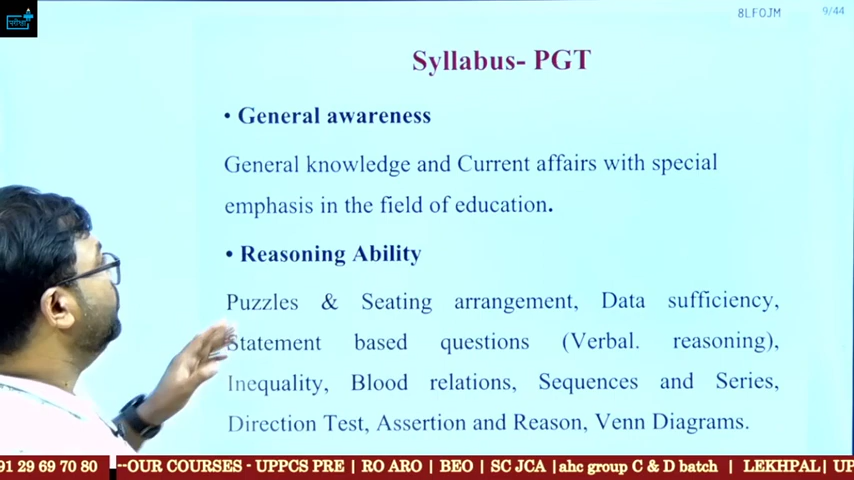 परीक्षा
8LFOJM
9/44
Syllabus- PGT
• General awareness
General knowledge and Current affairs with special
emphasis in the field of education.
• Reasoning Ability
Puzzles & Seating arrangement, Data sufficiency,
Statement based questions (Verbal. reasoning),
Inequality, Blood relations, Sequences and Series,
Direction Test, Assertion and Reason, Venn Diagrams.
91 29 69 70 80
--OUR COURSES - UPPCS PRE | RO ARO | BEO | SC JCA |ahc group C & D batch | LEKHPAL| UP